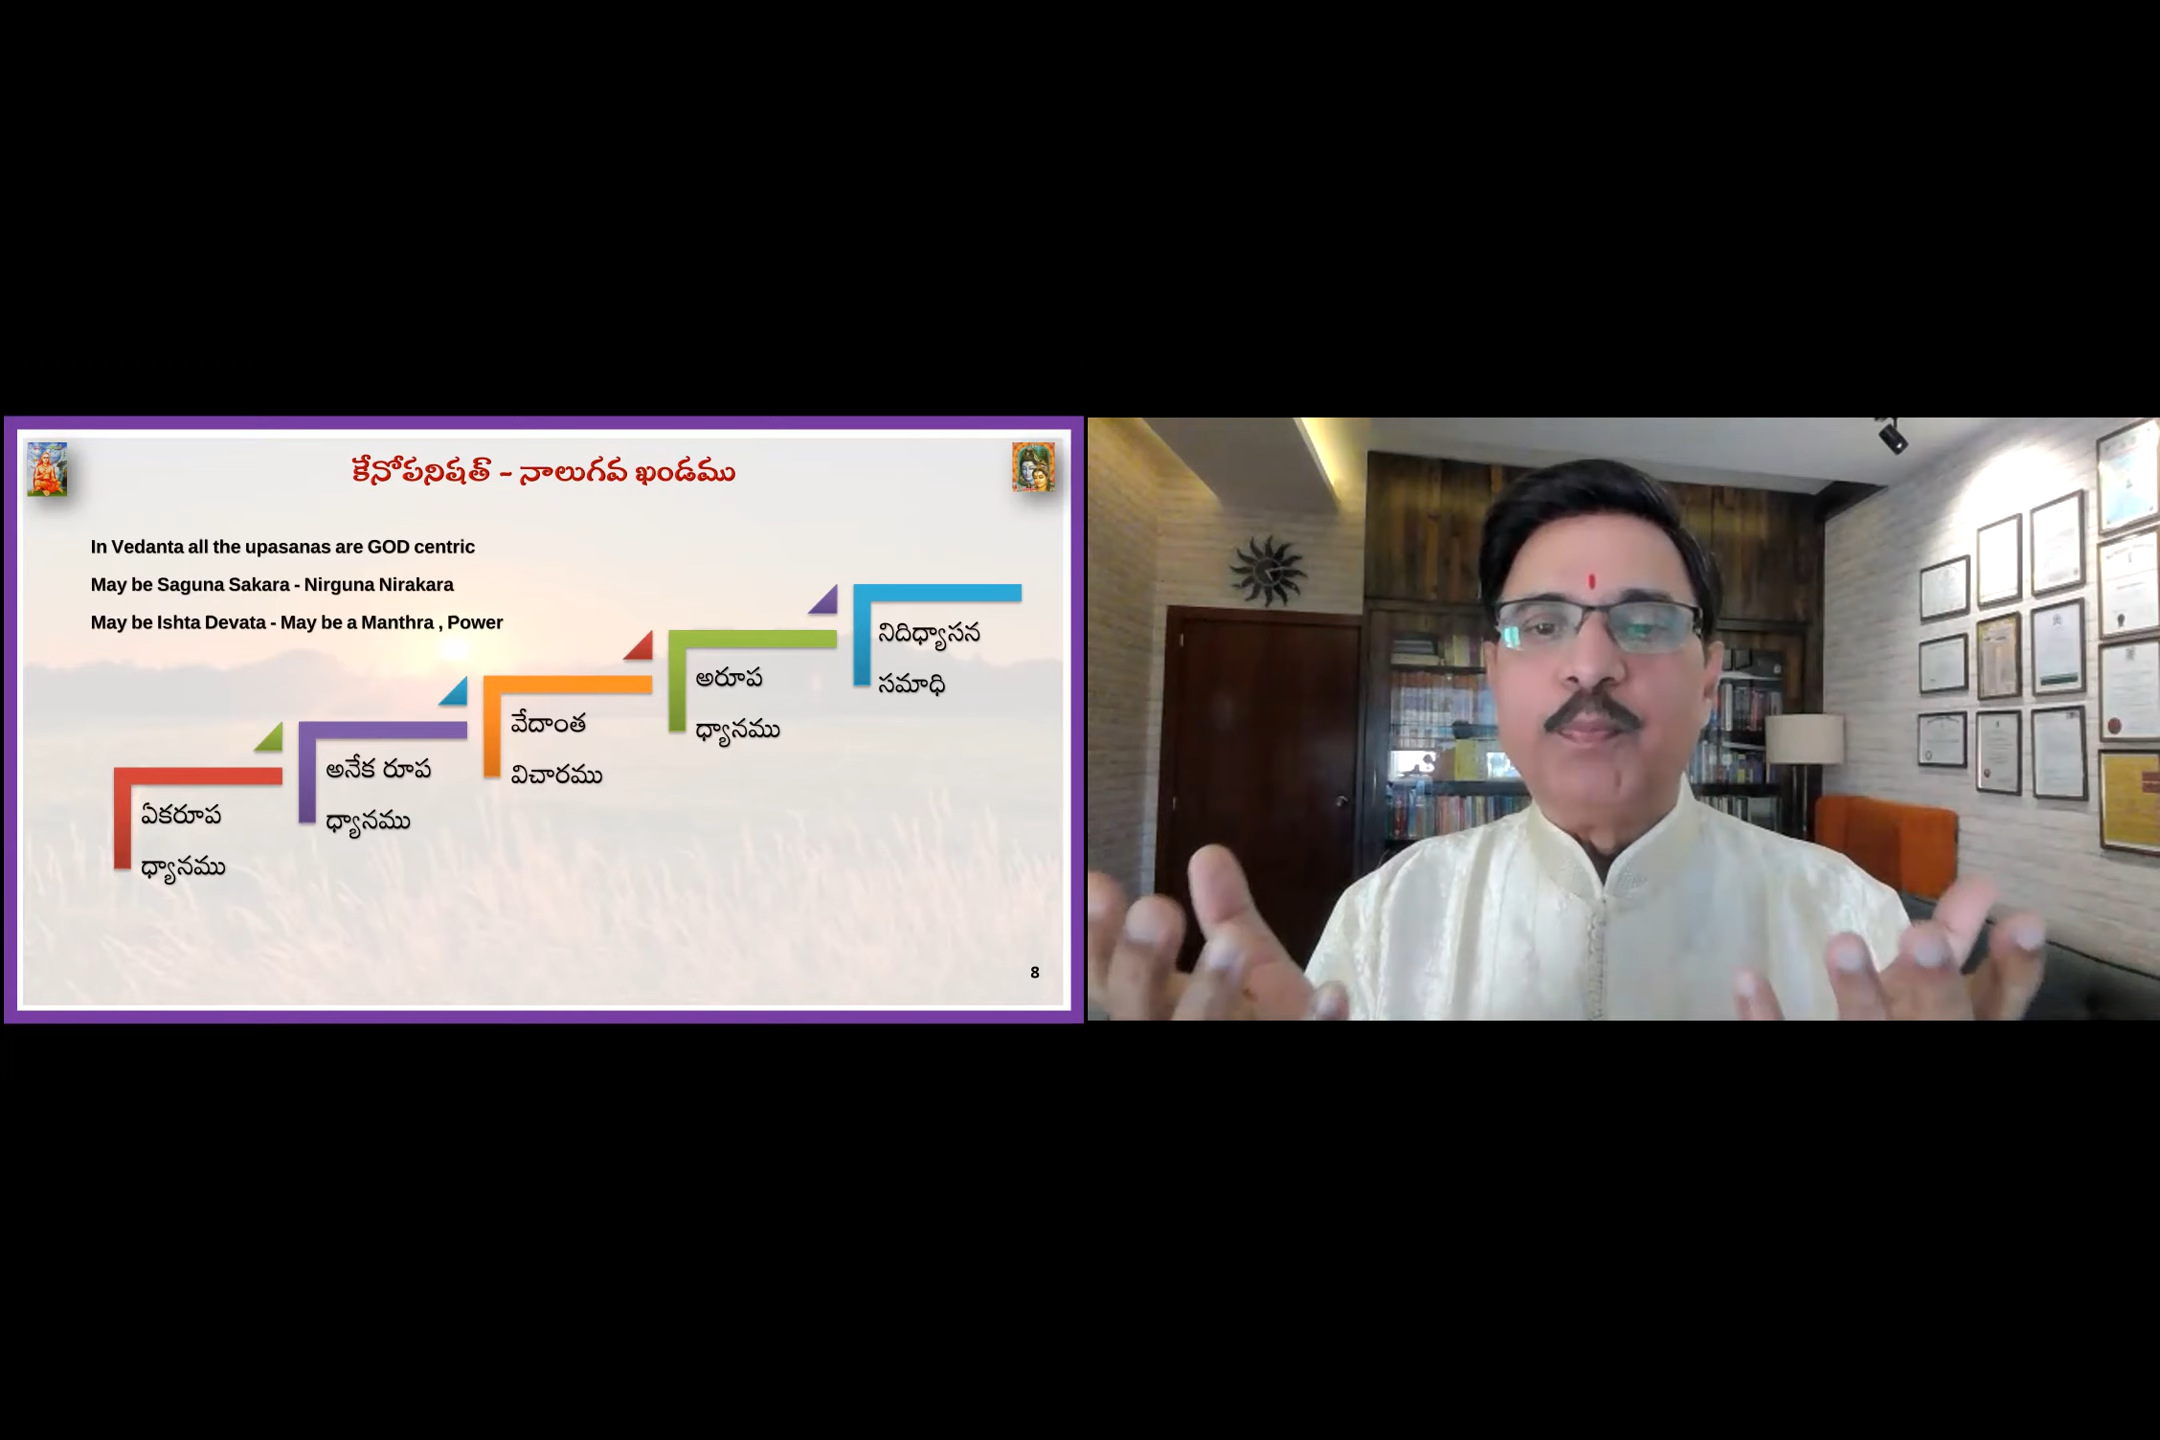 కేనోపనిషత్ - నాలుగవ ఖండము
In Vedanta all the upasanas are GOD centric
May be Saguna Sakara - Nirguna Nirakara
May be Ishta Devata - May be a Manthra , Power
ఏకరూప
ధ్యానము
అనేక రూప
ధ్యానము
వేదాంత
విచారము
అరూప
ధ్యానము
నిదిధ్యాసన
సమాధి
8